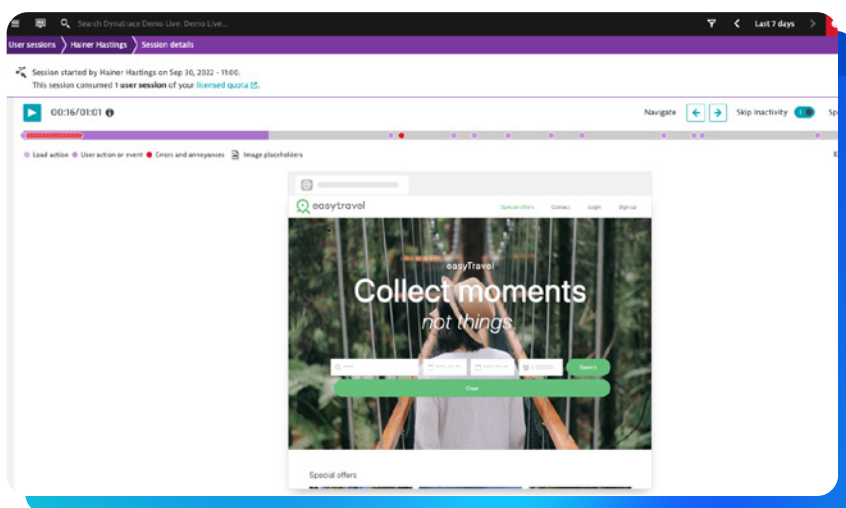 Search Dynatrace Demo Live: Demo Live...
Last 7 days
User sessions
Hainer Hastings
Session details
Session started by Hainer Hastings on Sep 30, 2022 - 11:00.
This session consumed 1 user session of your licensed quota
00:16/01:01
Navigate
Skip inactivity
Load action
User action or event
Errors and annoyances
Image placeholders
easytravel
Special offers
Contact
Login
Sign up
easyTravel
Collect moments
not things.
Search
Clear
Special offers